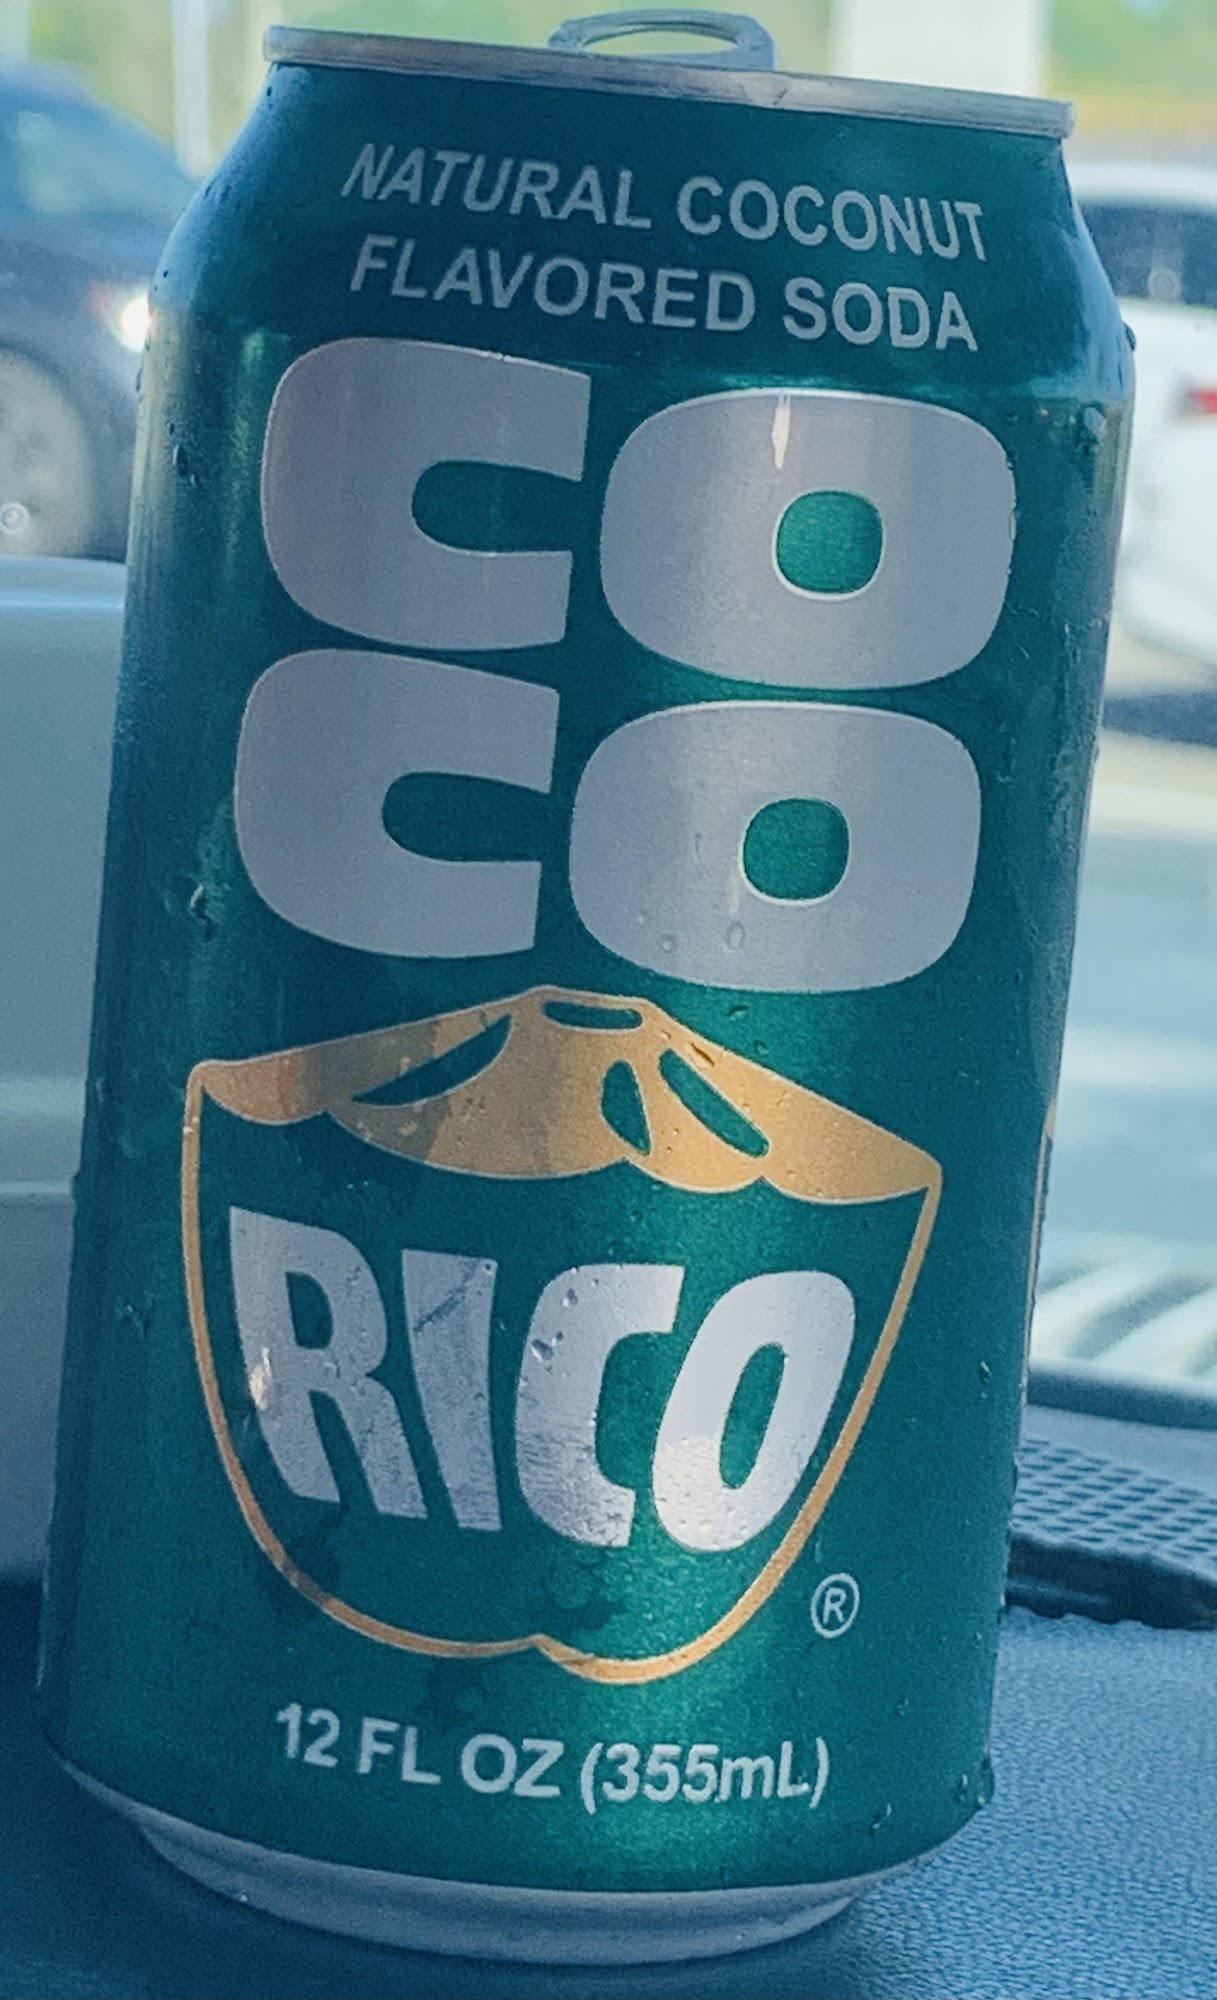 NATURAL COCONUT
FLAVORED SODA
CO
CO
RICO
®
12 FL OZ (355mL)